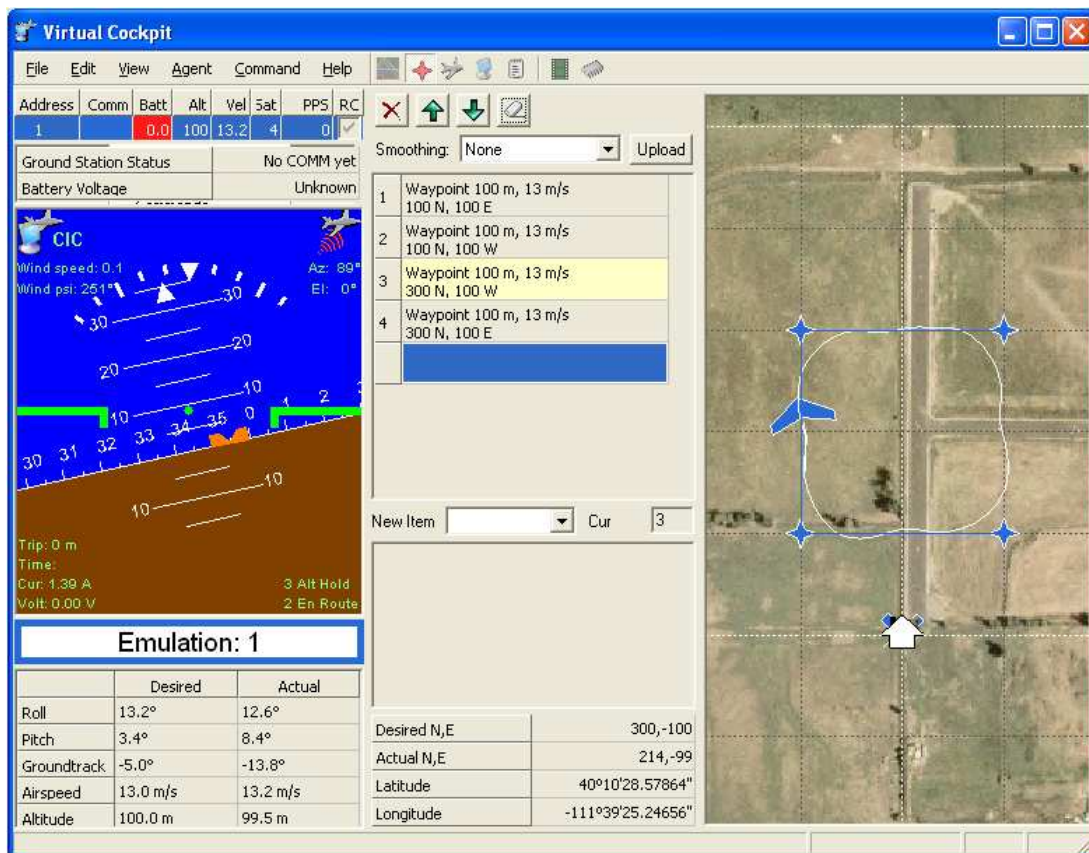 Virtual Cockpit
File Edit View Agent Command Help
Address Comm Batt Alt Vel Sat PPS RC
1 0.0 100 13.2 4 0
Ground Station Status No COMM yet
Battery Voltage Unknown
CIC
Wind speed: 0.1 Az: 89°
Wind psi: 251° El: 0°
30 30
20 20
10 10
30 31 32 33 34 35 0 1 2 3
10 10
Trip: 0 m
Time:
Cur: 1.39 A 3 Alt Hold
Volt: 0.00 V 2 En Route
Emulation: 1
Desired Actual
Roll 13.2° 12.6°
Pitch 3.4° 8.4°
Groundtrack -5.0° -13.8°
Airspeed 13.0 m/s 13.2 m/s
Altitude 100.0 m 99.5 m
Smoothing: None Upload
1 Waypoint 100 m, 13 m/s
100 N, 100 E
2 Waypoint 100 m, 13 m/s
100 N, 100 W
3 Waypoint 100 m, 13 m/s
300 N, 100 W
4 Waypoint 100 m, 13 m/s
300 N, 100 E
New Item Cur 3
Desired N,E 300,-100
Actual N,E 214,-99
Latitude 40º10'28.57864"
Longitude -111º39'25.24656"